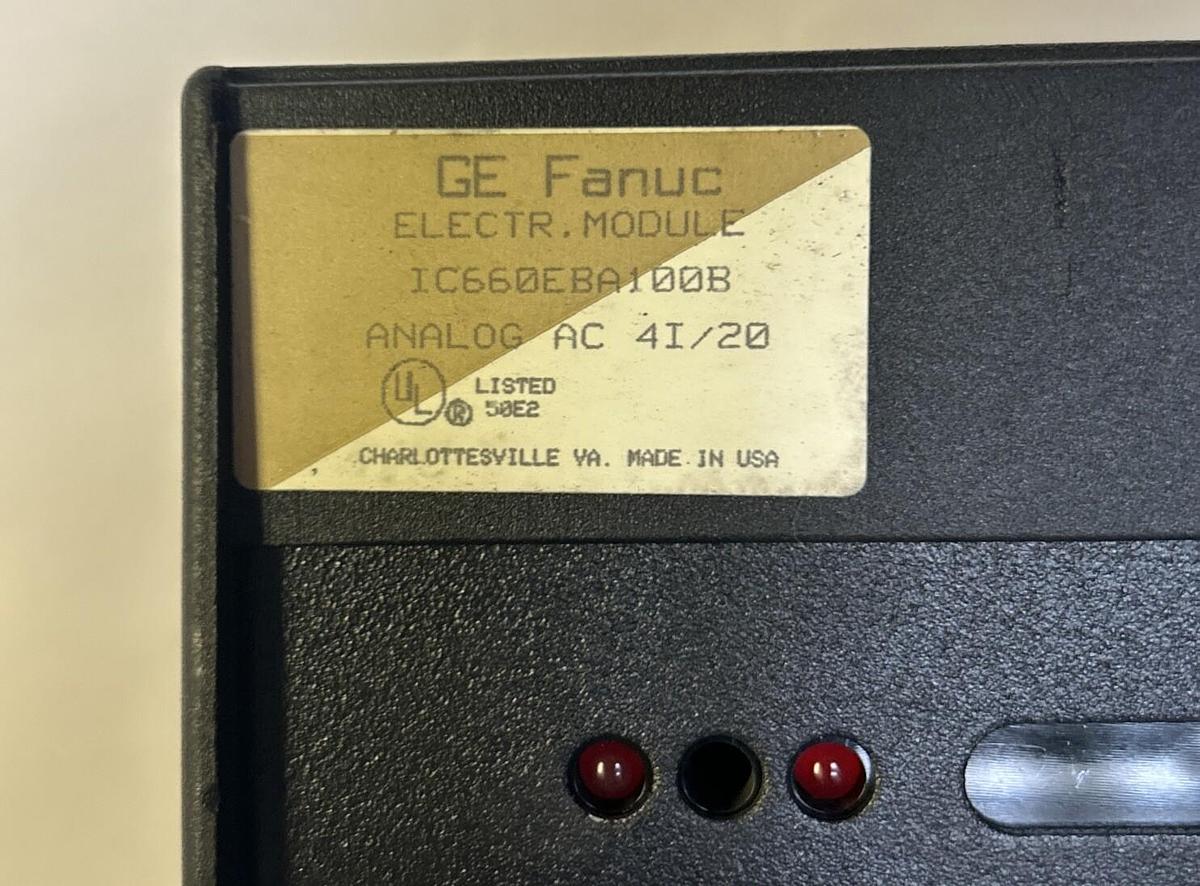 GE Fanuc
ELECTR.MODULE
IC660EBA100B
ANALOG AC 4I/2O
UL ® LISTED
50E2
CHARLOTTESVILLE VA. MADE IN USA